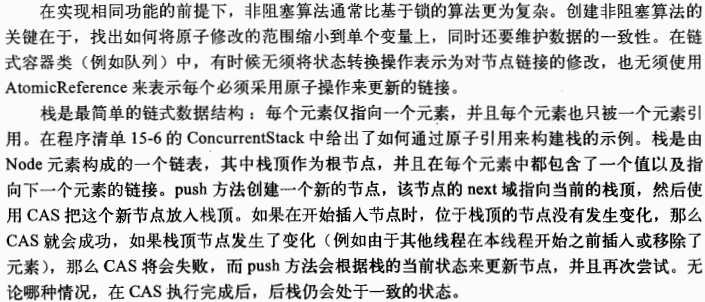 在实现相同功能的前提下，非阻塞算法通常比基于锁的算法更为复杂。创建非阻塞算法的
关键在于，找出如何将原子修改的范围缩小到单个变量上，同时还要维护数据的一致性。在链
式容器类（例如队列）中，有时候无须将状态转换操作表示为对节点链接的修改，也无须使用
AtomicReference 来表示每个必须采用原子操作来更新的链接。
栈是最简单的链式数据结构：每个元素仅指向一个元素，并且每个元素也只被一个元素引
用。在程序清单 15-6 的 ConcurrentStack 中给出了如何通过原子引用来构建栈的示例。栈是由
Node 元素构成的一个链表，其中栈顶作为根节点，并且在每个元素中都包含了一个值以及指
向下一个元素的链接。push 方法创建一个新的节点，该节点的 next 域指向当前的栈顶，然后使
用 CAS 把这个新节点放入栈顶。如果在开始插入节点时，位于栈顶的节点没有发生变化，那么
CAS 就会成功，如果栈顶节点发生了变化（例如由于其他线程在本线程开始之前插入或移除了
元素），那么 CAS 将会失败，而 push 方法会根据栈的当前状态来更新节点，并且再次尝试。无
论哪种情况，在 CAS 执行完成后，后栈仍会处于一致的状态。